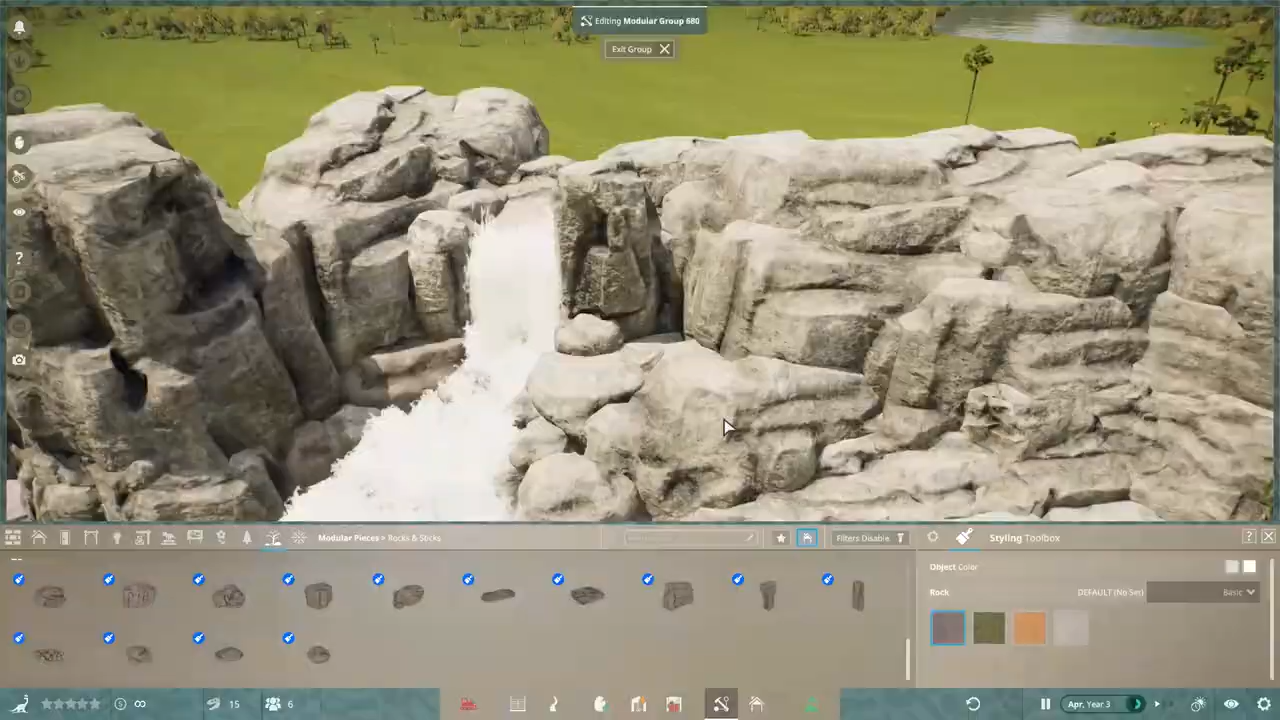 Editing Modular Group 680
Exit Group
Modular Pieces > Rocks & Sticks
Filters Disable
Styling Toolbox
Object Color
Rock
DEFAULT (No Set)
Basic
15
6
Apr, Year 3